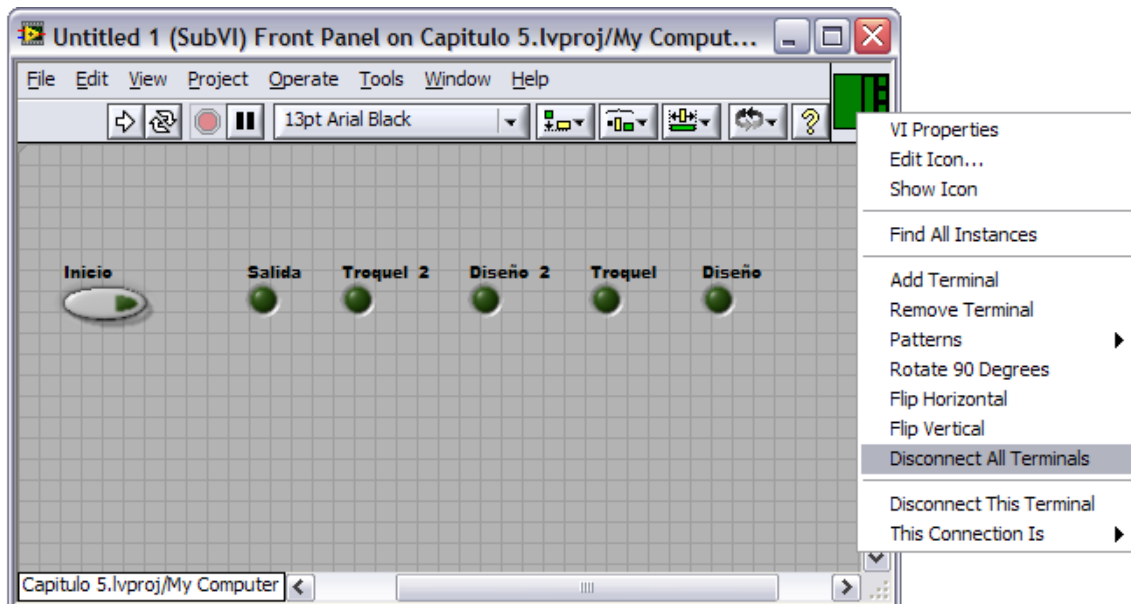 Untitled 1 (SubVI) Front Panel on Capitulo 5.lvproj/My Comput...
File Edit View Project Operate Tools Window Help
13pt Arial Black
Inicio Salida Troquel 2 Diseño 2 Troquel Diseño
Capitulo 5.lvproj/My Computer
VI Properties
Edit Icon...
Show Icon
Find All Instances
Add Terminal
Remove Terminal
Patterns
Rotate 90 Degrees
Flip Horizontal
Flip Vertical
Disconnect All Terminals
Disconnect This Terminal
This Connection Is